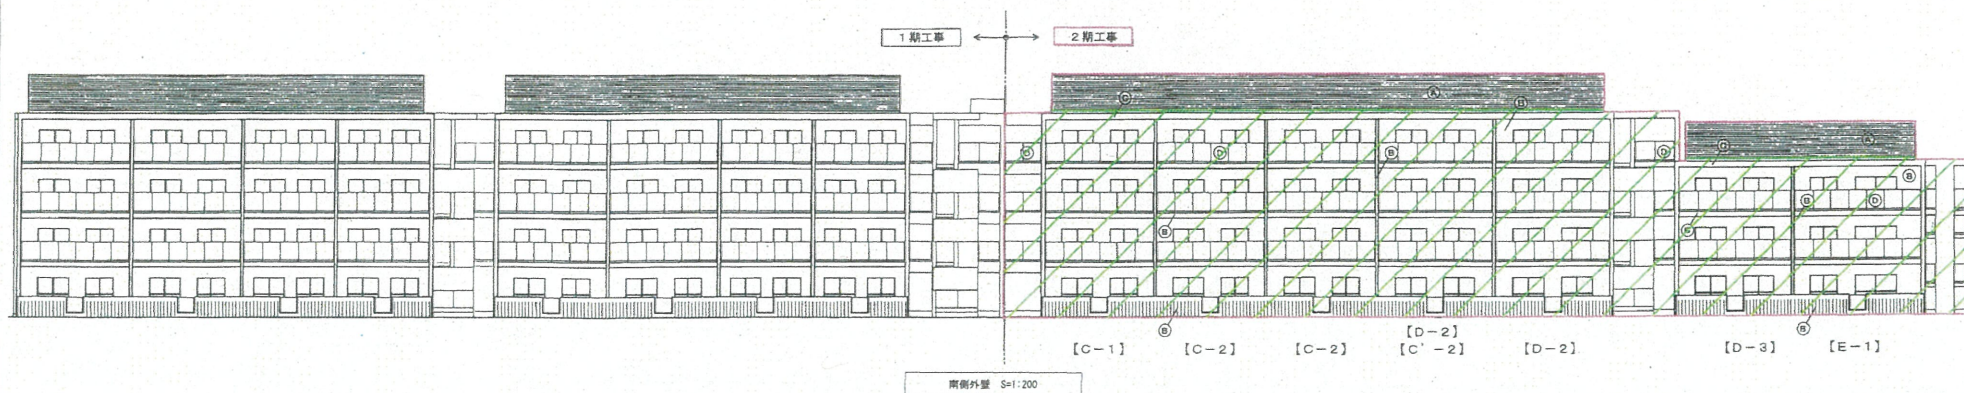 1期工事
2期工事
Ⓒ Ⓐ Ⓑ
Ⓐ
Ⓓ Ⓓ Ⓑ Ⓓ Ⓒ
Ⓑ
Ⓑ Ⓓ
Ⓑ
Ⓑ Ⓑ
【D-2】
【C-1】 【C-2】 【C-2】 【C'-2】 【D-2】 【D-3】 【E-1】
南側外壁 S=1:200